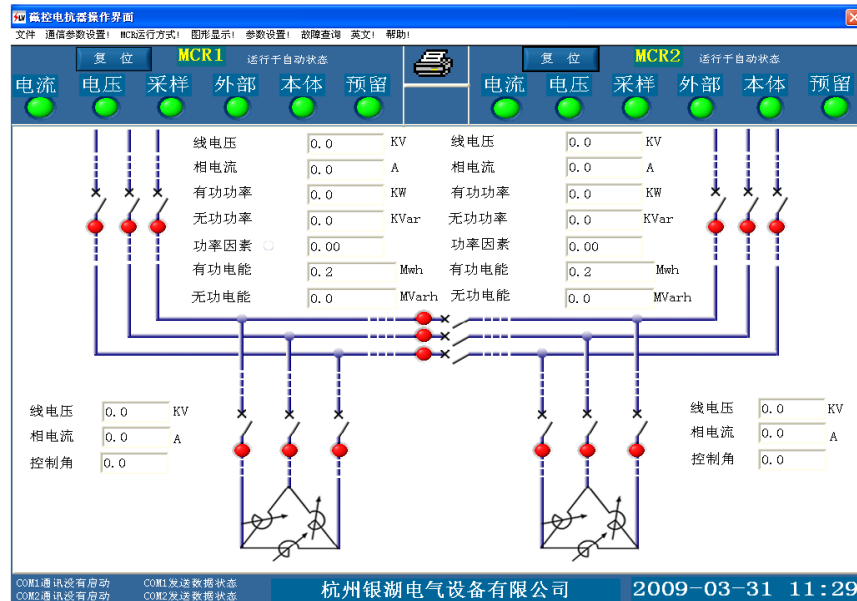 磁控电抗器操作界面
文件 通信参数设置! MCR运行方式! 图形显示! 参数设置! 故障查询 英文! 帮助!
复 位 MCR1 运行于自动状态 复 位 MCR2 运行于自动状态
电流 电压 采样 外部 本体 预留 电流 电压 采样 外部 本体 预留
线电压 0.0 KV 线电压 0.0 KV
相电流 0.0 A 相电流 0.0 A
有功功率 0.0 KW 有功功率 0.0 KW
无功功率 0.0 KVar 无功功率 0.0 KVar
功率因素 0.00 功率因素 0.00
有功电能 0.2 Mwh 有功电能 0.2 Mwh
无功电能 0.0 MVarh 无功电能 0.0 MVarh
线电压 0.0 KV 线电压 0.0 KV
相电流 0.0 A 相电流 0.0 A
控制角 0.0 控制角 0.0
COM1通讯没有启动 COM1发送数据状态
COM2通讯没有启动 COM2发送数据状态
杭州银湖电气设备有限公司 2009-03-31 11:29